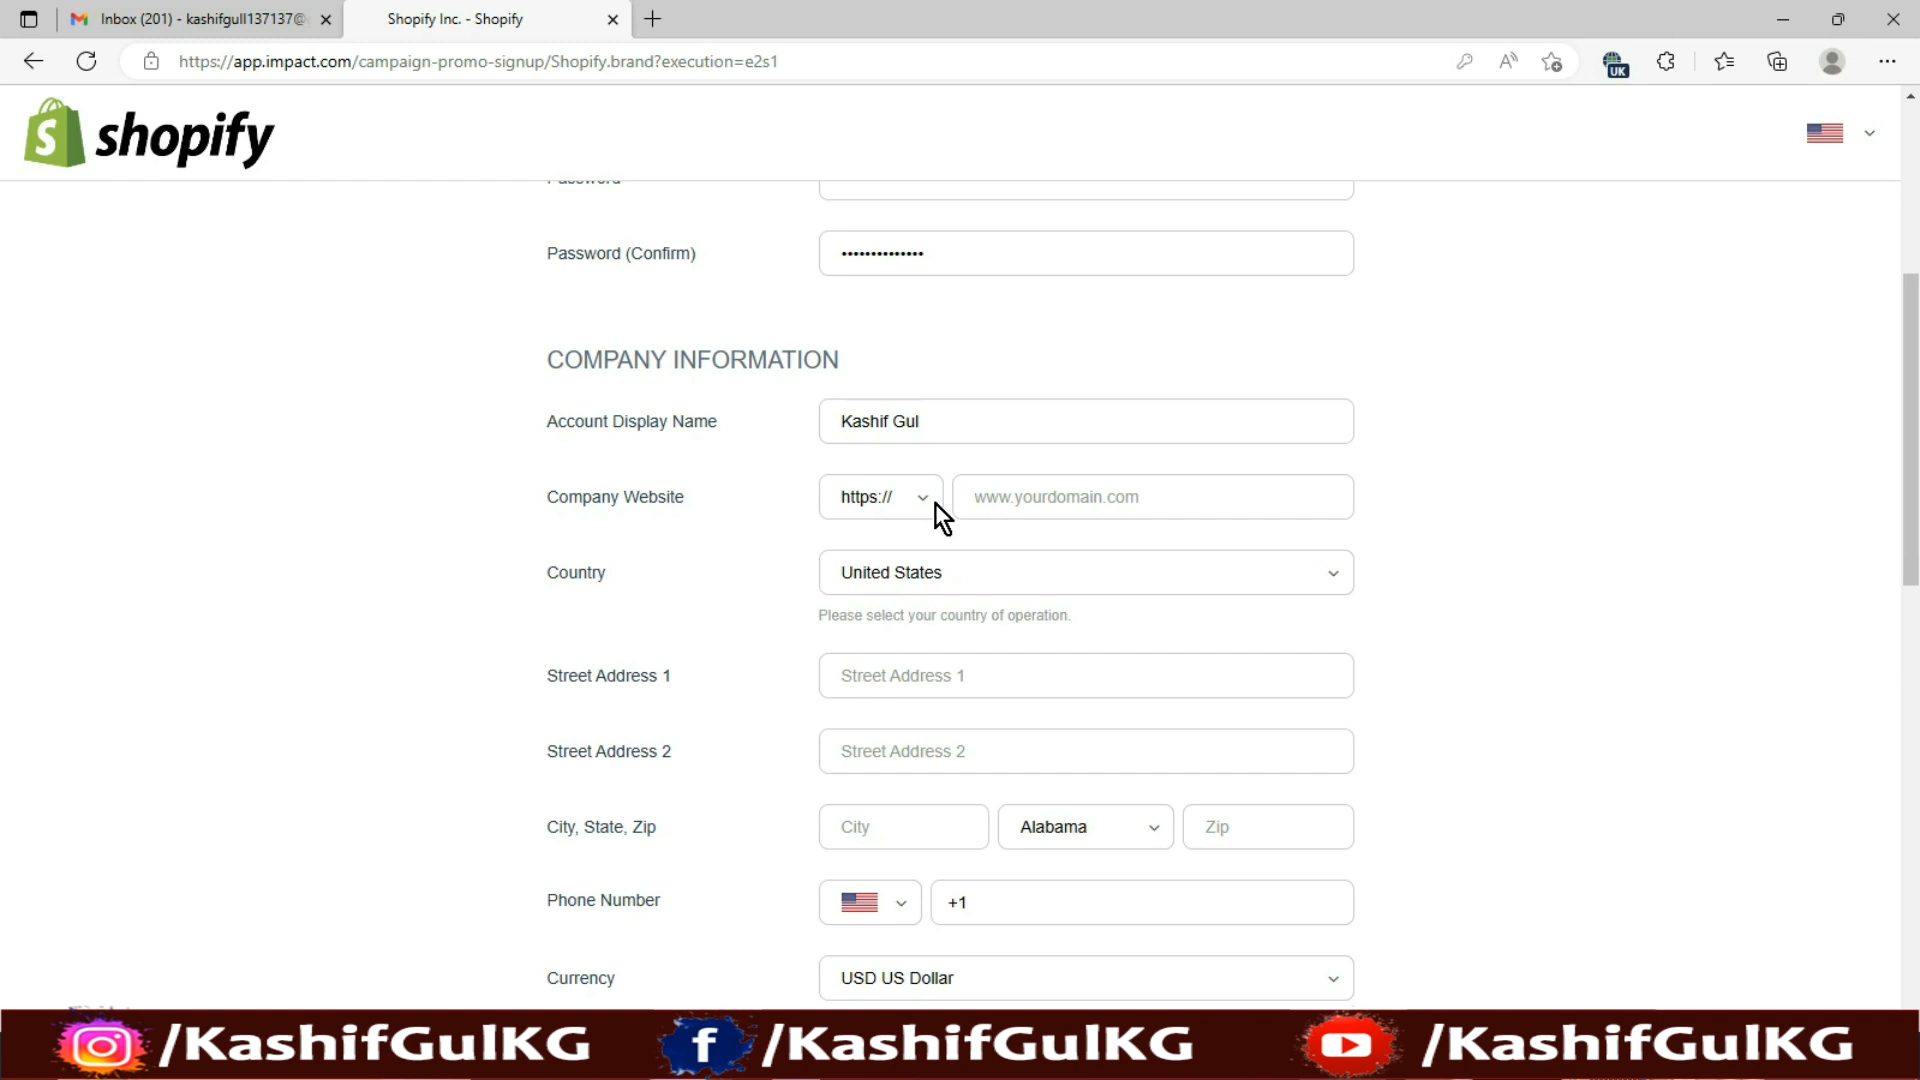 Inbox (201) - kashifgull137137@
Shopify Inc. - Shopify
https://app.impact.com/campaign-promo-signup/Shopify.brand?execution=e2s1
UK
shopify
Password
Password (Confirm)
••••••••••••••
COMPANY INFORMATION
Account Display Name
Kashif Gul
Company Website
https://
www.yourdomain.com
Country
United States
Please select your country of operation.
Street Address 1
Street Address 1
Street Address 2
Street Address 2
City, State, Zip
City
Alabama
Zip
Phone Number
+1
Currency
USD US Dollar
/KashifGulKG
f /KashifGulKG
/KashifGulKG